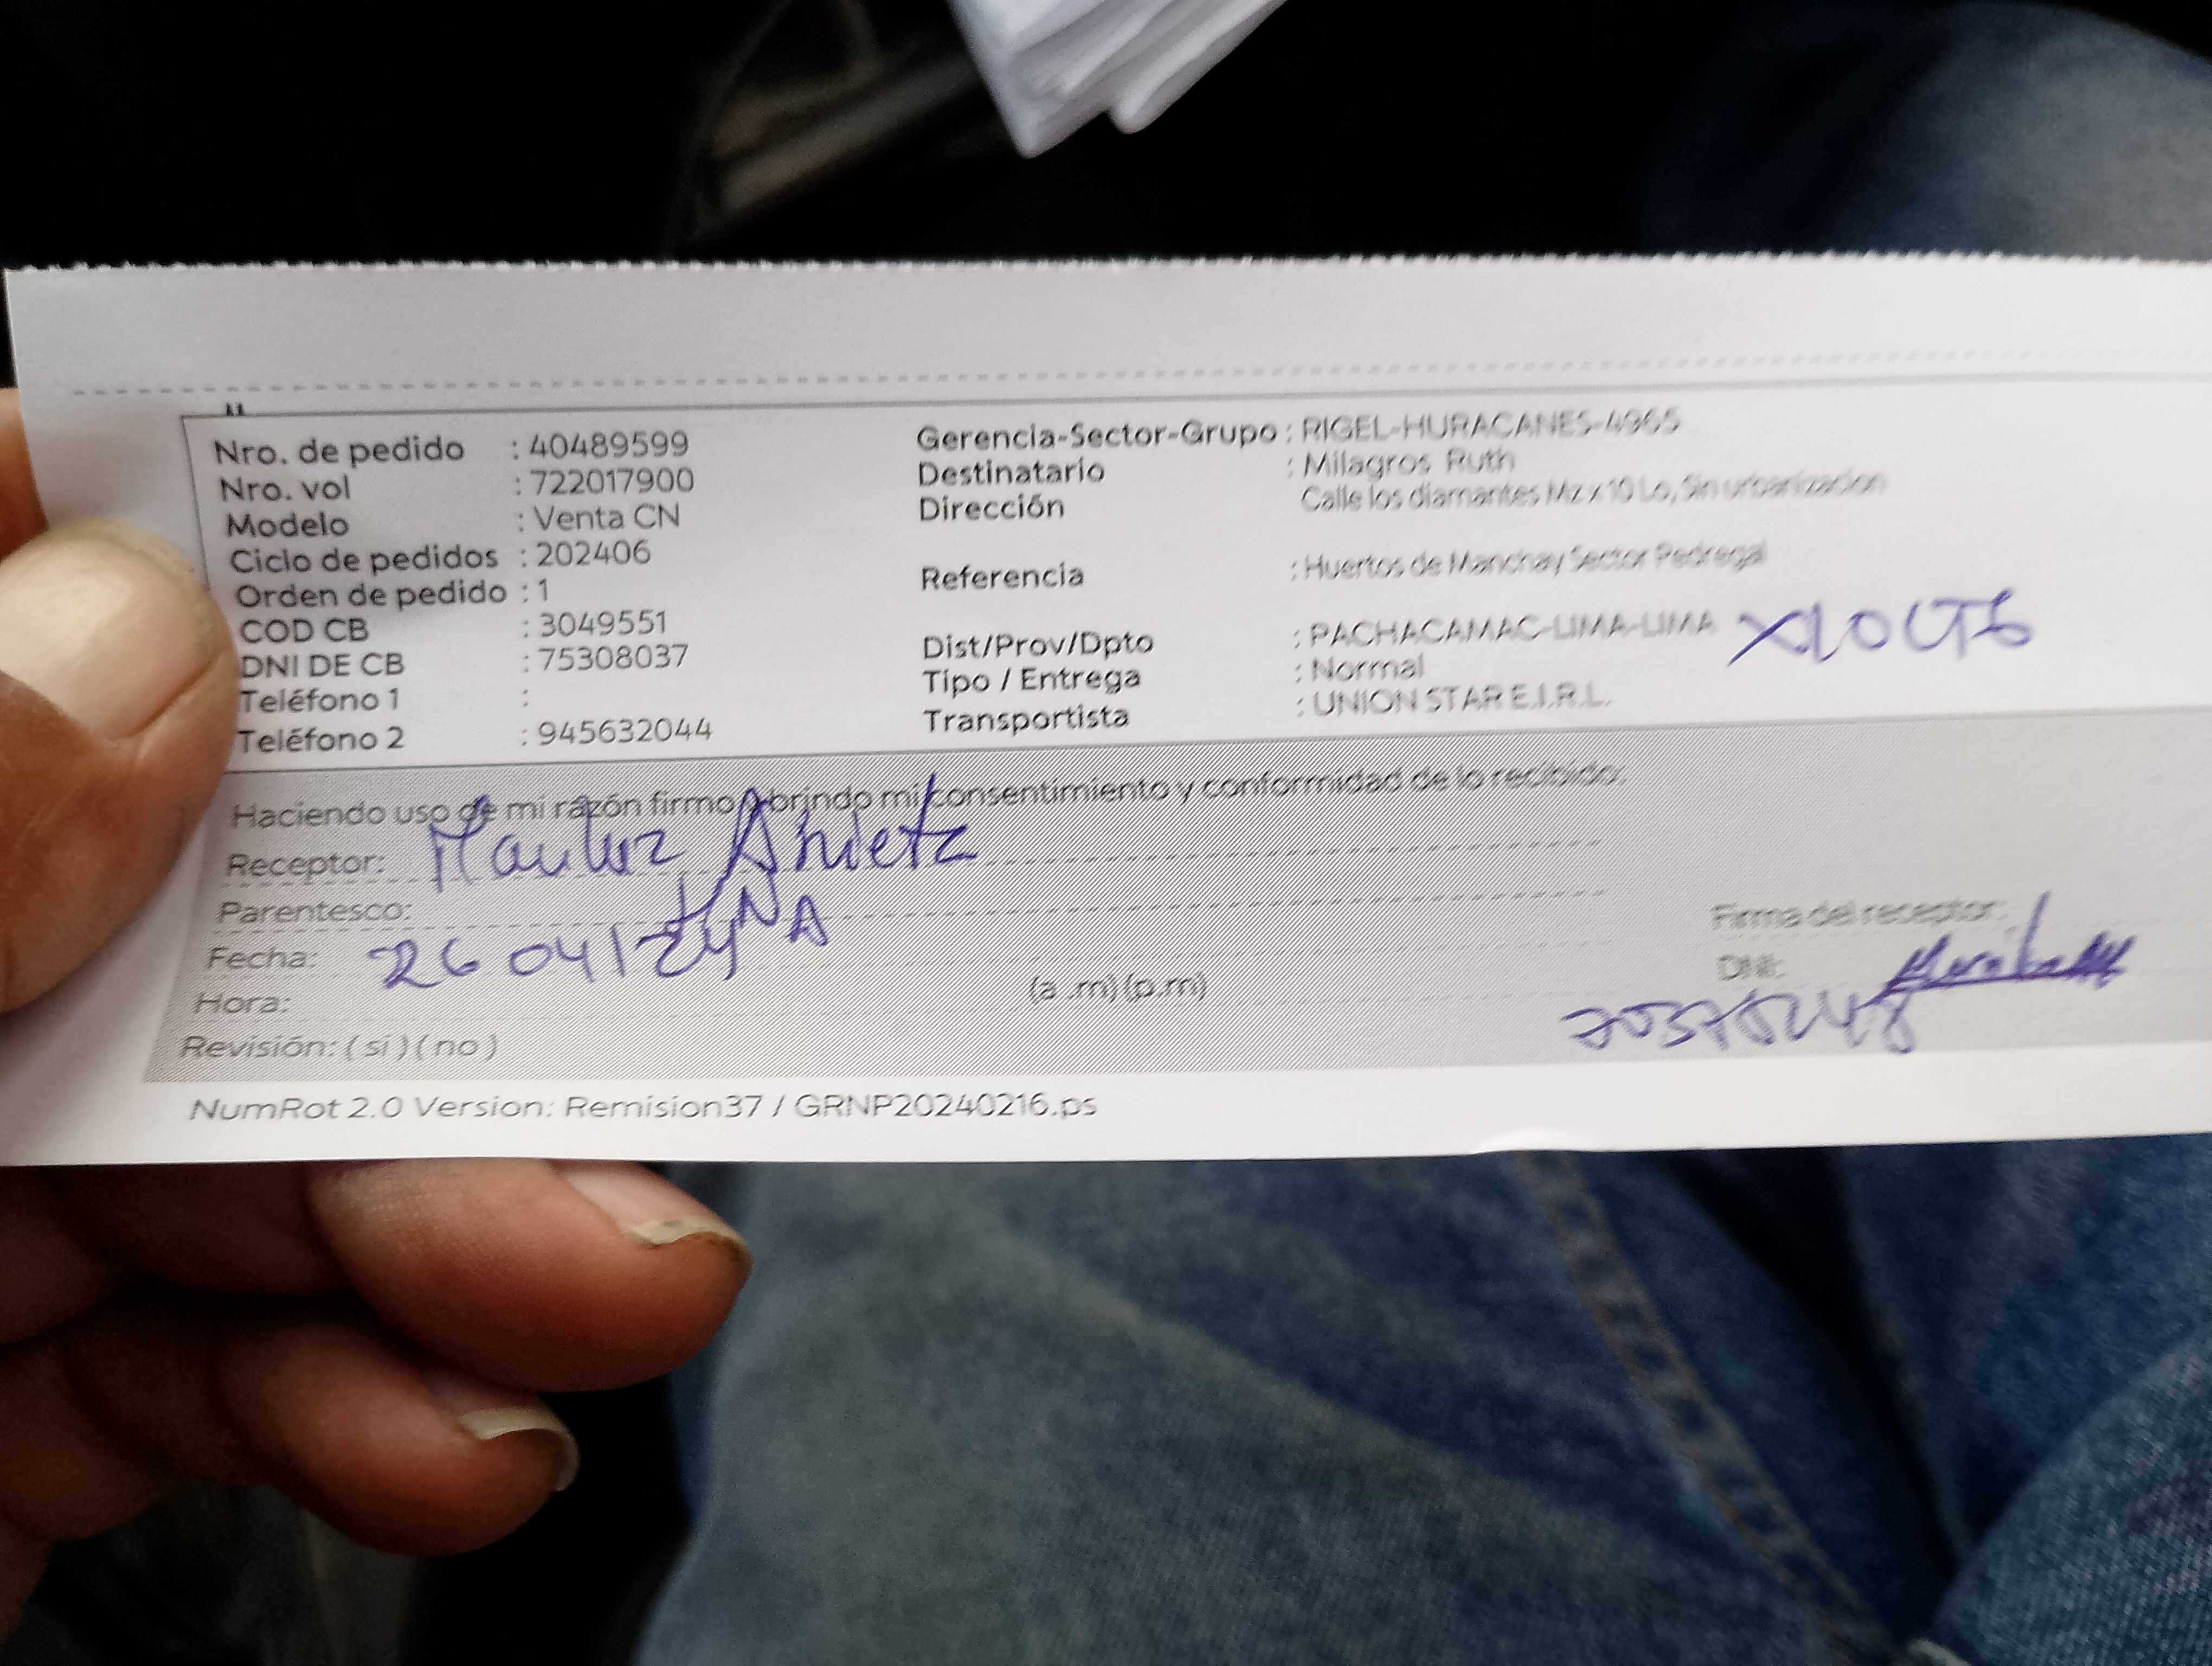 Nro. de pedido : 40489599
Nro. vol : 722017900
Modelo : Venta CN
Ciclo de pedidos : 202406
Orden de pedido : 1
COD CB : 3049551
DNI DE CB : 75308037
Teléfono 1 :
Teléfono 2 : 945632044
Gerencia-Sector-Grupo : RIGEL-HURACANES-4965
Destinatario : Milagros Ruth
Dirección Calle los diamantes Mz x 10 Lo, Sin urbanizacion
Referencia : Huertos de Manchay Sector Pedregal
Dist/Prov/Dpto : PACHACAMAC-LIMA-LIMA
Tipo / Entrega : Normal
Transportista : UNION STAR E.I.R.L.
Haciendo uso de mi razón firmo y brindo mi consentimiento y conformidad de lo recibido:
Receptor:
Parentesco:
Fecha: 26 04/24
Hora: (a .m) (p.m)
Revisión: ( si ) ( no )
Firma del receptor:
DNI:
NumRot 2.0 Version: Remision37 / GRNP20240216.ps